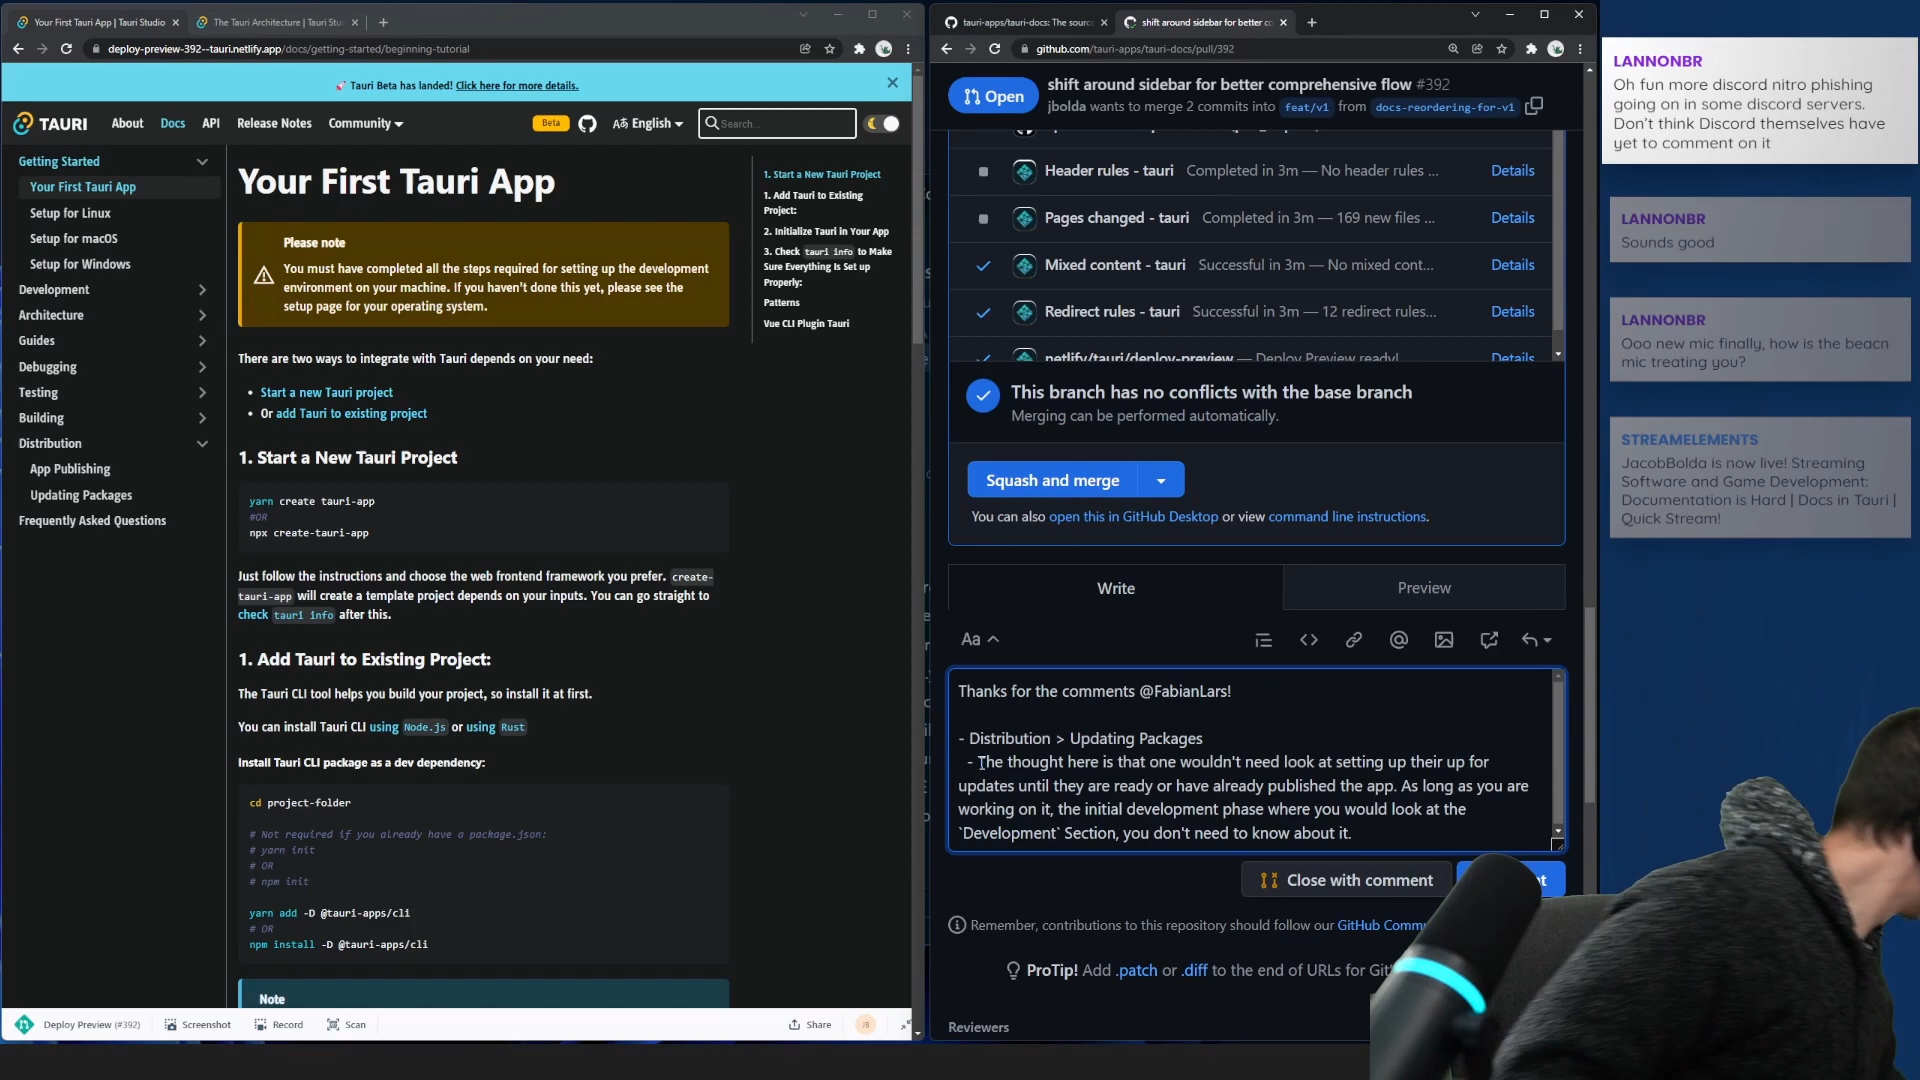 Your First Tauri App | Tauri Studio
The Tauri Architecture | Tauri Stu
deploy-preview-392--tauri.netlify.app/docs/getting-started/beginning-tutorial
🚀 Tauri Beta has landed! Click here for more details.
TAURI
About
Docs
API
Release Notes
Community
Beta
English
Search...
Getting Started
Your First Tauri App
Setup for Linux
Setup for macOS
Setup for Windows
Development
Architecture
Guides
Debugging
Testing
Building
Distribution
App Publishing
Updating Packages
Frequently Asked Questions
Your First Tauri App
Please note
You must have completed all the steps required for setting up the development
environment on your machine. If you haven't done this yet, please see the
setup page for your operating system.
There are two ways to integrate with Tauri depends on your need:
• Start a new Tauri project
• Or add Tauri to existing project
1. Start a New Tauri Project
yarn create tauri-app
#OR
npx create-tauri-app
Just follow the instructions and choose the web frontend framework you prefer. create-
tauri-app will create a template project depends on your inputs. You can go straight to
check tauri info after this.
1. Add Tauri to Existing Project:
The Tauri CLI tool helps you build your project, so install it at first.
You can install Tauri CLI using Node.js or using Rust
Install Tauri CLI package as a dev dependency:
cd project-folder
# Not required if you already have a package.json:
# yarn init
# OR
# npm init
yarn add -D @tauri-apps/cli
# OR
npm install -D @tauri-apps/cli
Note
1. Start a New Tauri Project
1. Add Tauri to Existing
Project:
2. Initialize Tauri in Your App
3. Check tauri info to Make
Sure Everything Is Set up
Properly:
Patterns
Vue CLI Plugin Tauri
Deploy Preview (#392)
Screenshot
Record
Scan
Share
JB
tauri-apps/tauri-docs: The sourc
shift around sidebar for better co
github.com/tauri-apps/tauri-docs/pull/392
Open
shift around sidebar for better comprehensive flow #392
jbolda wants to merge 2 commits into feat/v1 from docs-reordering-for-v1
Header rules - tauri Completed in 3m — No header rules ... Details
Pages changed - tauri Completed in 3m — 169 new files ... Details
Mixed content - tauri Successful in 3m — No mixed cont... Details
Redirect rules - tauri Successful in 3m — 12 redirect rules... Details
netlify/tauri/deploy-preview — Deploy Preview ready! Details
This branch has no conflicts with the base branch
Merging can be performed automatically.
Squash and merge
You can also open this in GitHub Desktop or view command line instructions.
Write
Preview
Aa
Thanks for the comments @FabianLars!
- Distribution > Updating Packages
- The thought here is that one wouldn't need look at setting up their up for
updates until they are ready or have already published the app. As long as you are
working on it, the initial development phase where you would look at the
`Development` Section, you don't need to know about it.
Close with comment
Remember, contributions to this repository should follow our GitHub Commu
ProTip! Add .patch or .diff to the end of URLs for Git
Reviewers
LANNONBR
Oh fun more discord nitro phishing
going on in some discord servers.
Don't think Discord themselves have
yet to comment on it
LANNONBR
Sounds good
LANNONBR
Ooo new mic finally, how is the beacn
mic treating you?
STREAMELEMENTS
JacobBolda is now live! Streaming
Software and Game Development:
Documentation is Hard | Docs in Tauri |
Quick Stream!